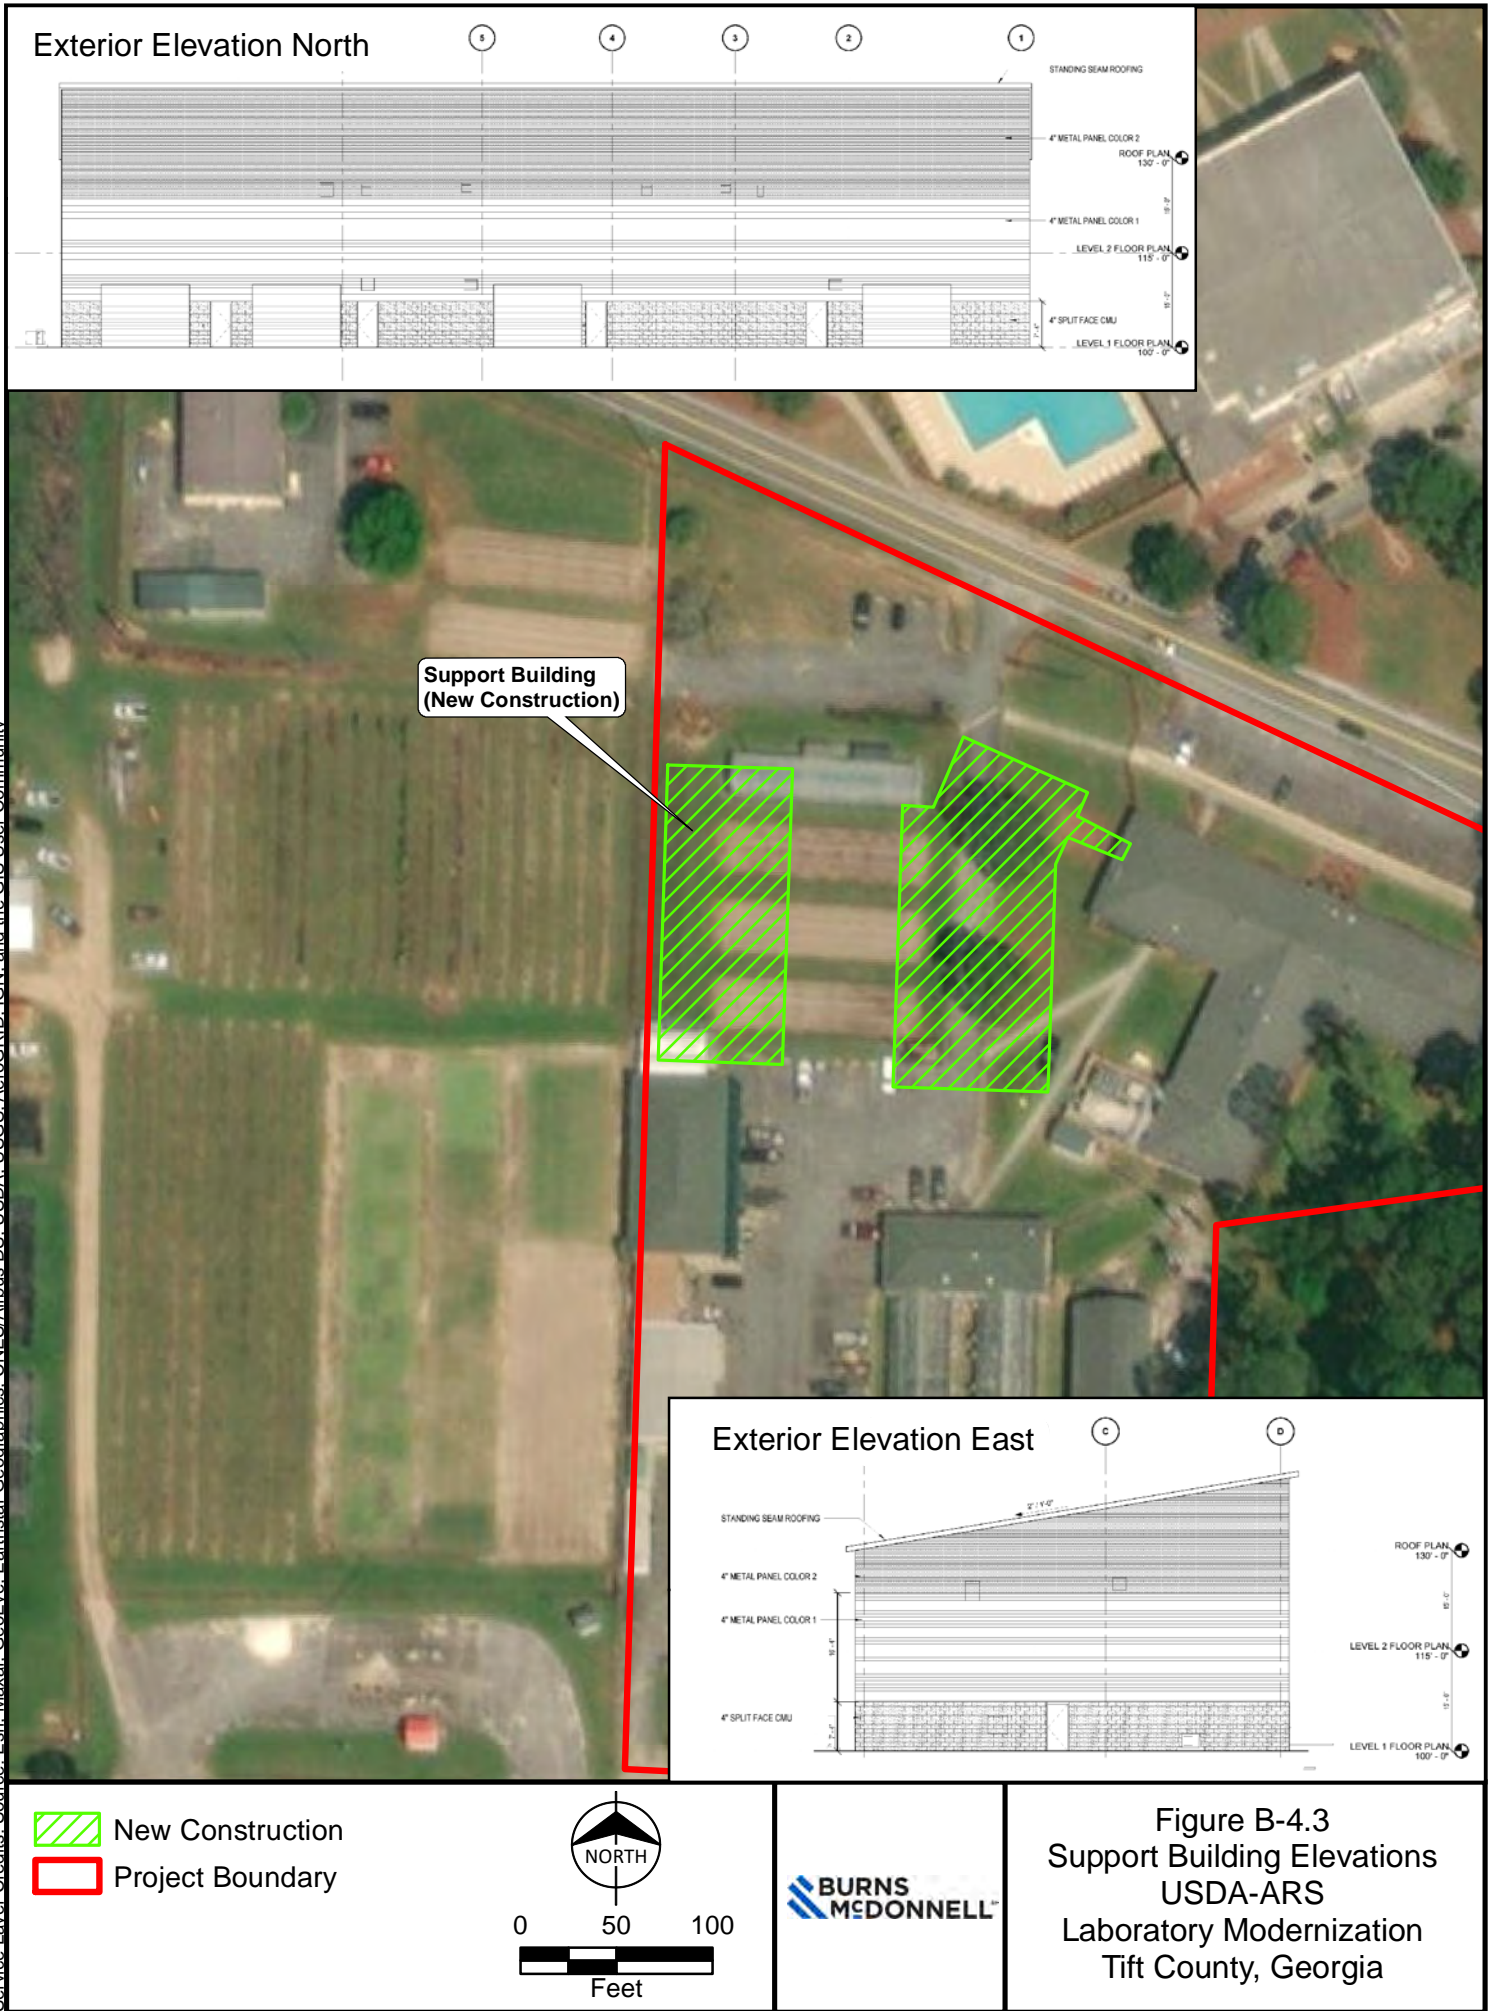 Exterior Elevation North
5
4
3
2
1
STANDING SEAM ROOFING
4" METAL PANEL COLOR 2
ROOF PLAN
130' - 0"
4" METAL PANEL COLOR 1
LEVEL 2 FLOOR PLAN
115' - 0"
4" SPLIT FACE CMU
LEVEL 1 FLOOR PLAN
100' - 0"
Support Building
(New Construction)
Exterior Elevation East
C
D
STANDING SEAM ROOFING
ROOF PLAN
130' - 0"
4" METAL PANEL COLOR 2
4" METAL PANEL COLOR 1
LEVEL 2 FLOOR PLAN
115' - 0"
4" SPLIT FACE CMU
LEVEL 1 FLOOR PLAN
100' - 0"
New Construction
Project Boundary
NORTH
0 50 100
Feet
BURNS
McDONNELL
Figure B-4.3
Support Building Elevations
USDA-ARS
Laboratory Modernization
Tift County, Georgia